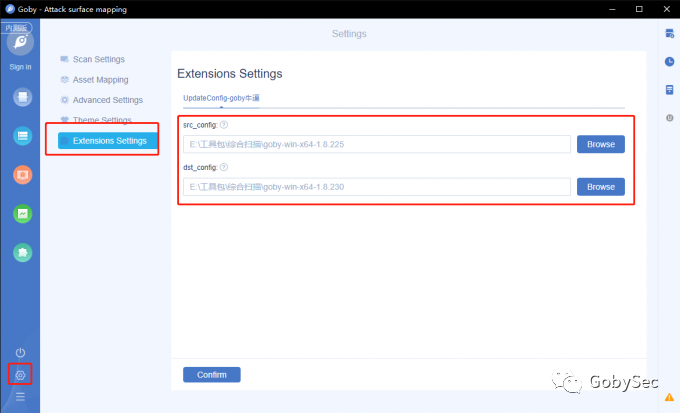 Goby - Attack surface mapping
内测版
Sign in
Settings
Scan Settings
Asset Mapping
Advanced Settings
Theme Settings
Extensions Settings
Extensions Settings
UpdateConfig-goby牛逼
src_config:
E:\工具包\综合扫描\goby-win-x64-1.8.225
Browse
dst_config:
E:\工具包\综合扫描\goby-win-x64-1.8.230
Browse
Confirm
GobySec